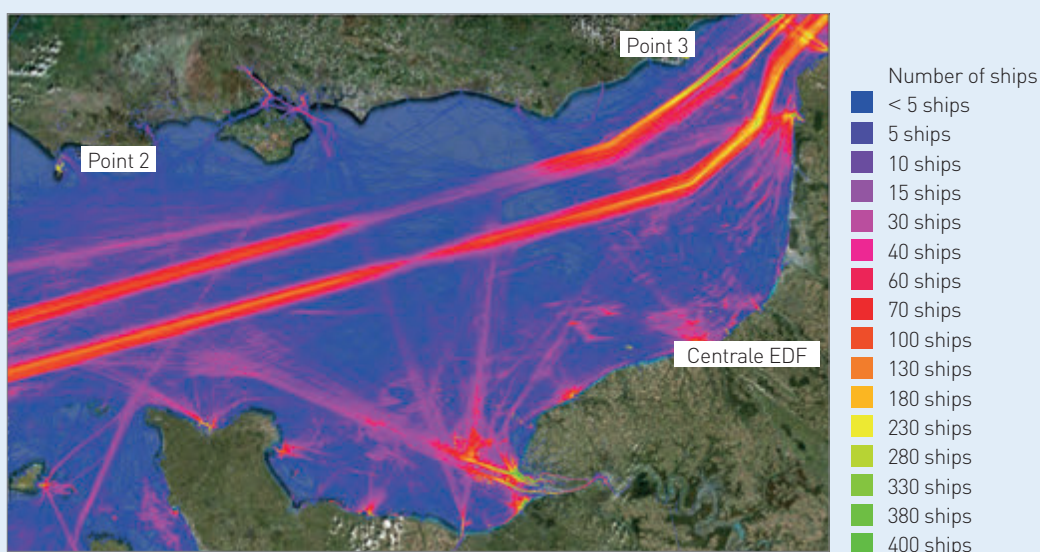 Point 3
Point 2
Centrale EDF
Number of ships
< 5 ships
5 ships
10 ships
15 ships
30 ships
40 ships
60 ships
70 ships
100 ships
130 ships
180 ships
230 ships
280 ships
330 ships
380 ships
400 ships